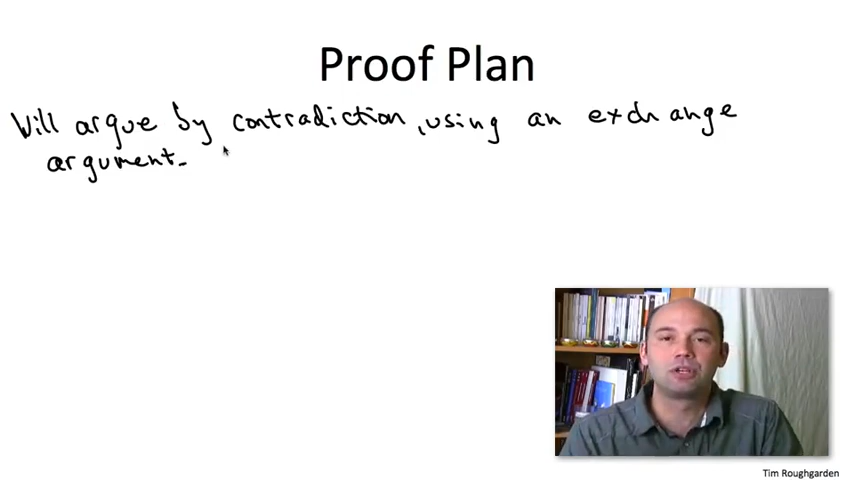 Proof Plan
Will argue by contradiction, using an exchange
argument.
Tim Roughgarden